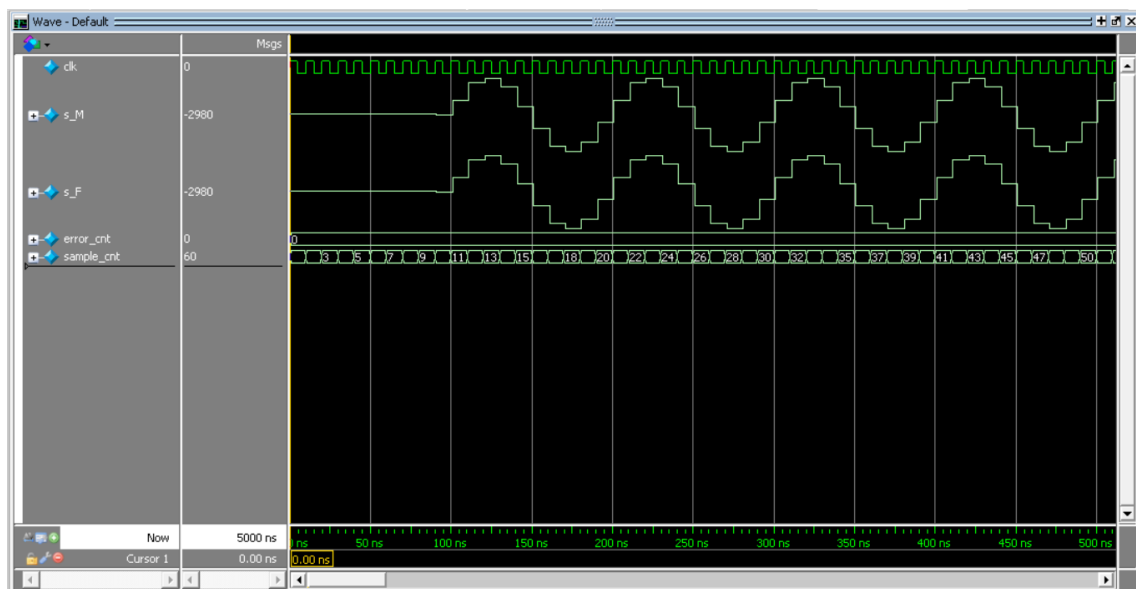 Wave - Default
Msgs
clk 0
s_M -2980
s_F -2980
error_cnt 0 0
sample_cnt 60 3 5 7 9 11 13 15 18 20 22 24 26 28 30 32 35 37 39 41 43 45 47 50
Now 5000 ns ns 50 ns 100 ns 150 ns 200 ns 250 ns 300 ns 350 ns 400 ns 450 ns 500 ns
Cursor 1 0.00 ns 0.00 ns